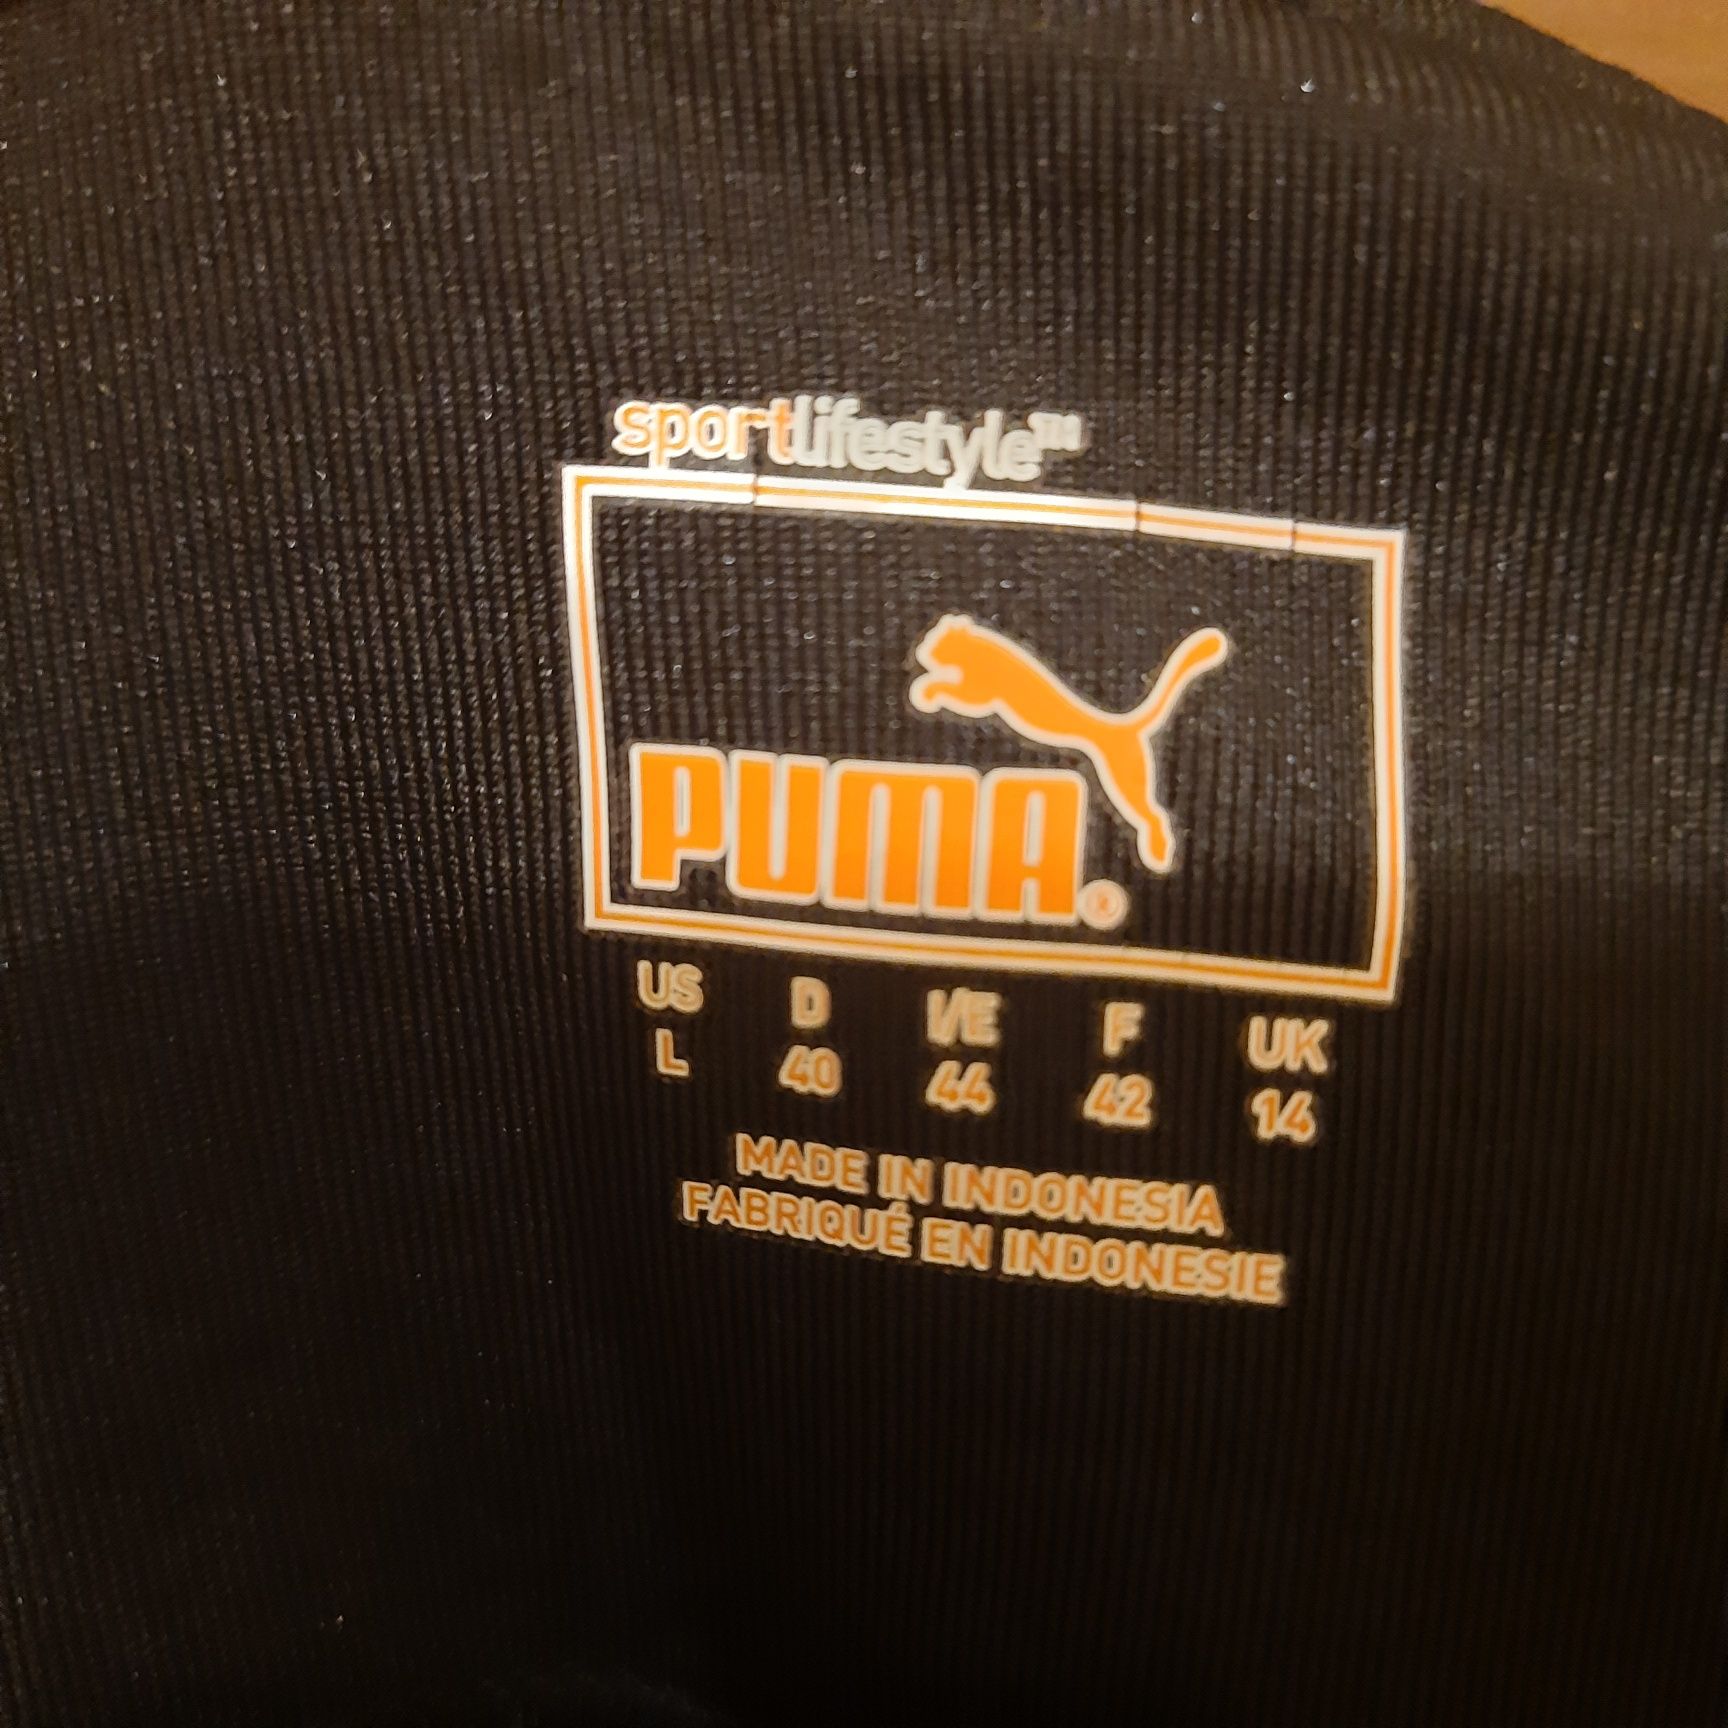 sportlifestyle™
PUMA®
US D I/E F UK
L 40 44 42 14
MADE IN INDONESIA
FABRIQUÉ EN INDONESIE